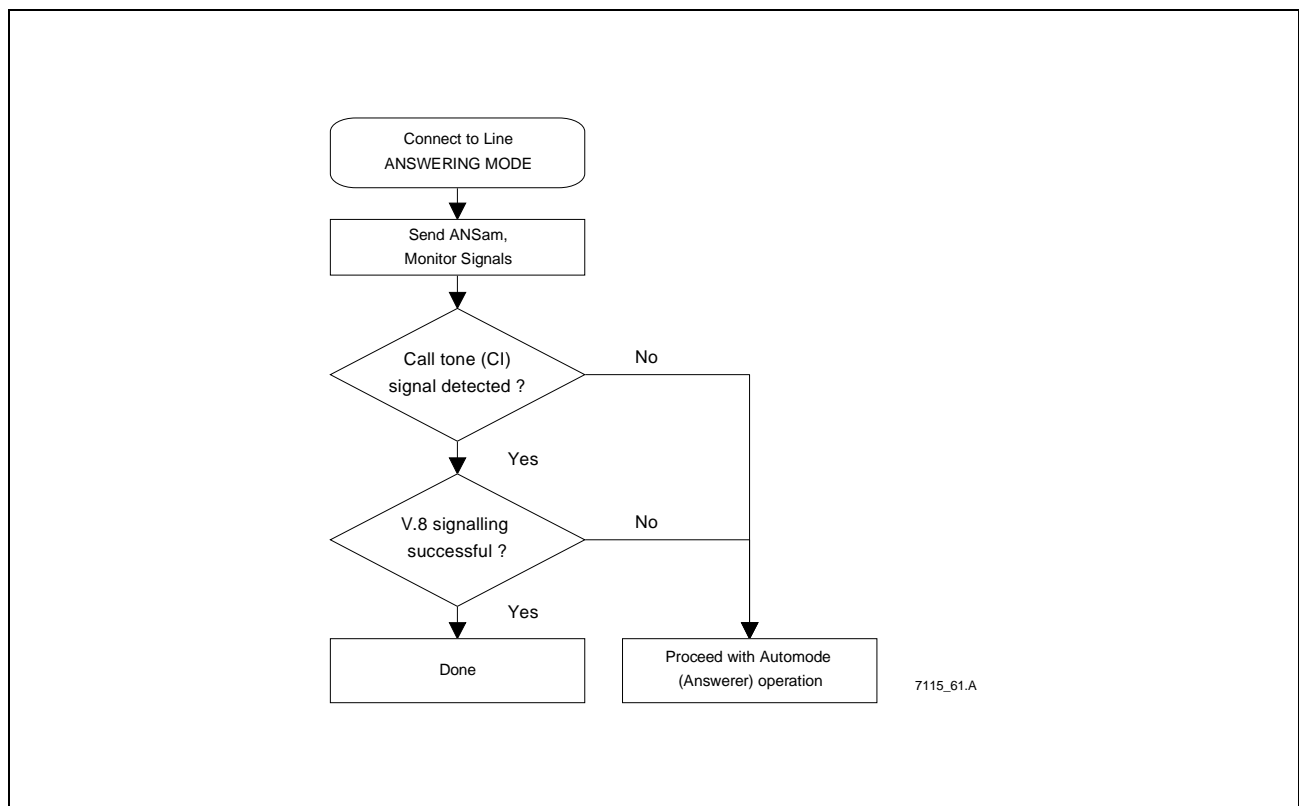 Connect to Line
ANSWERING MODE
Send ANSam,
Monitor Signals
Call tone (CI)
signal detected ?
No
Yes
V.8 signalling
successful ?
No
Yes
Done
Proceed with Automode
(Answerer) operation
7115_61.A